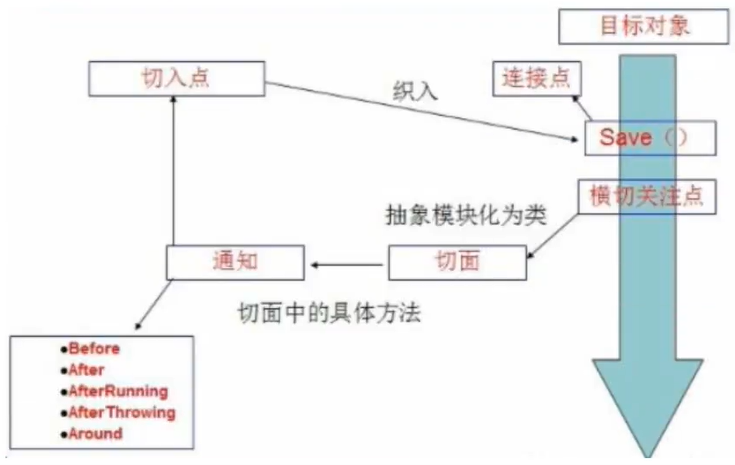 目标对象
切入点
连接点
织入
Save（）
横切关注点
抽象模块化为类
通知
切面
切面中的具体方法
●Before
●After
●AfterRunning
●AfterThrowing
●Around